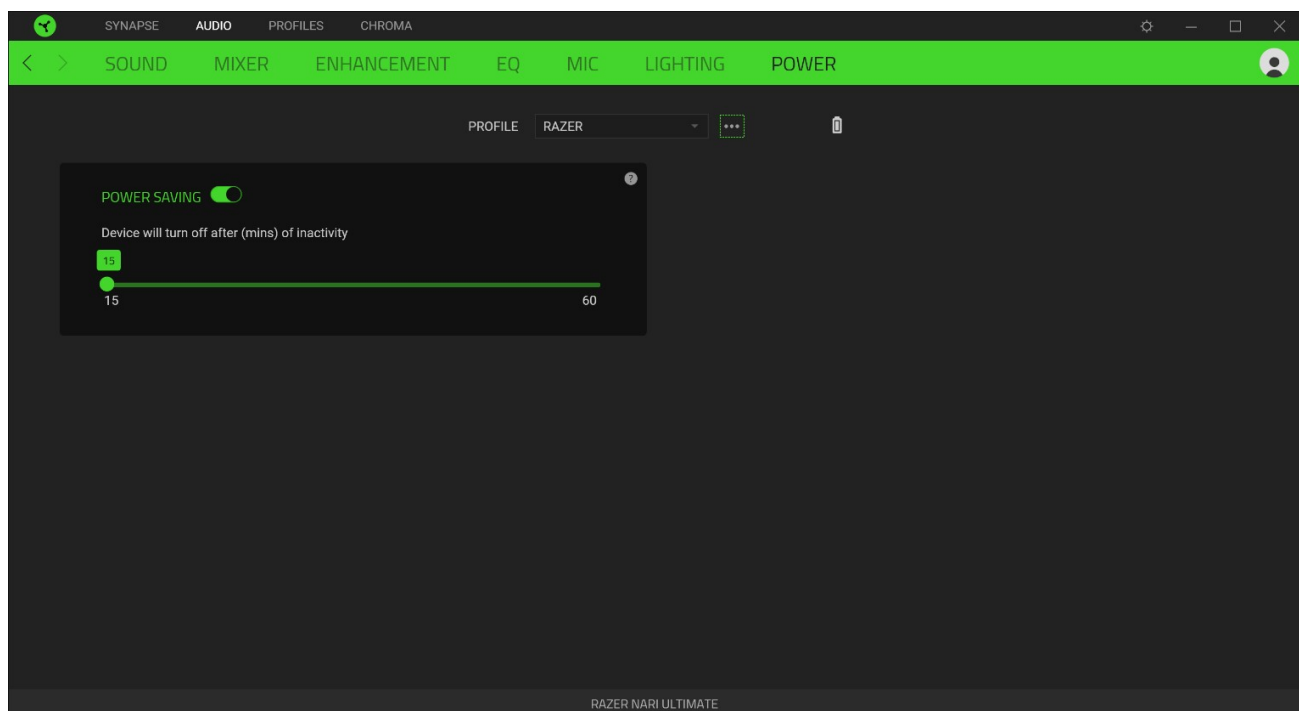 SYNAPSE AUDIO PROFILES CHROMA
SOUND MIXER ENHANCEMENT EQ MIC LIGHTING POWER
PROFILE RAZER
POWER SAVING
Device will turn off after (mins) of inactivity
15
15 60
RAZER NARI ULTIMATE